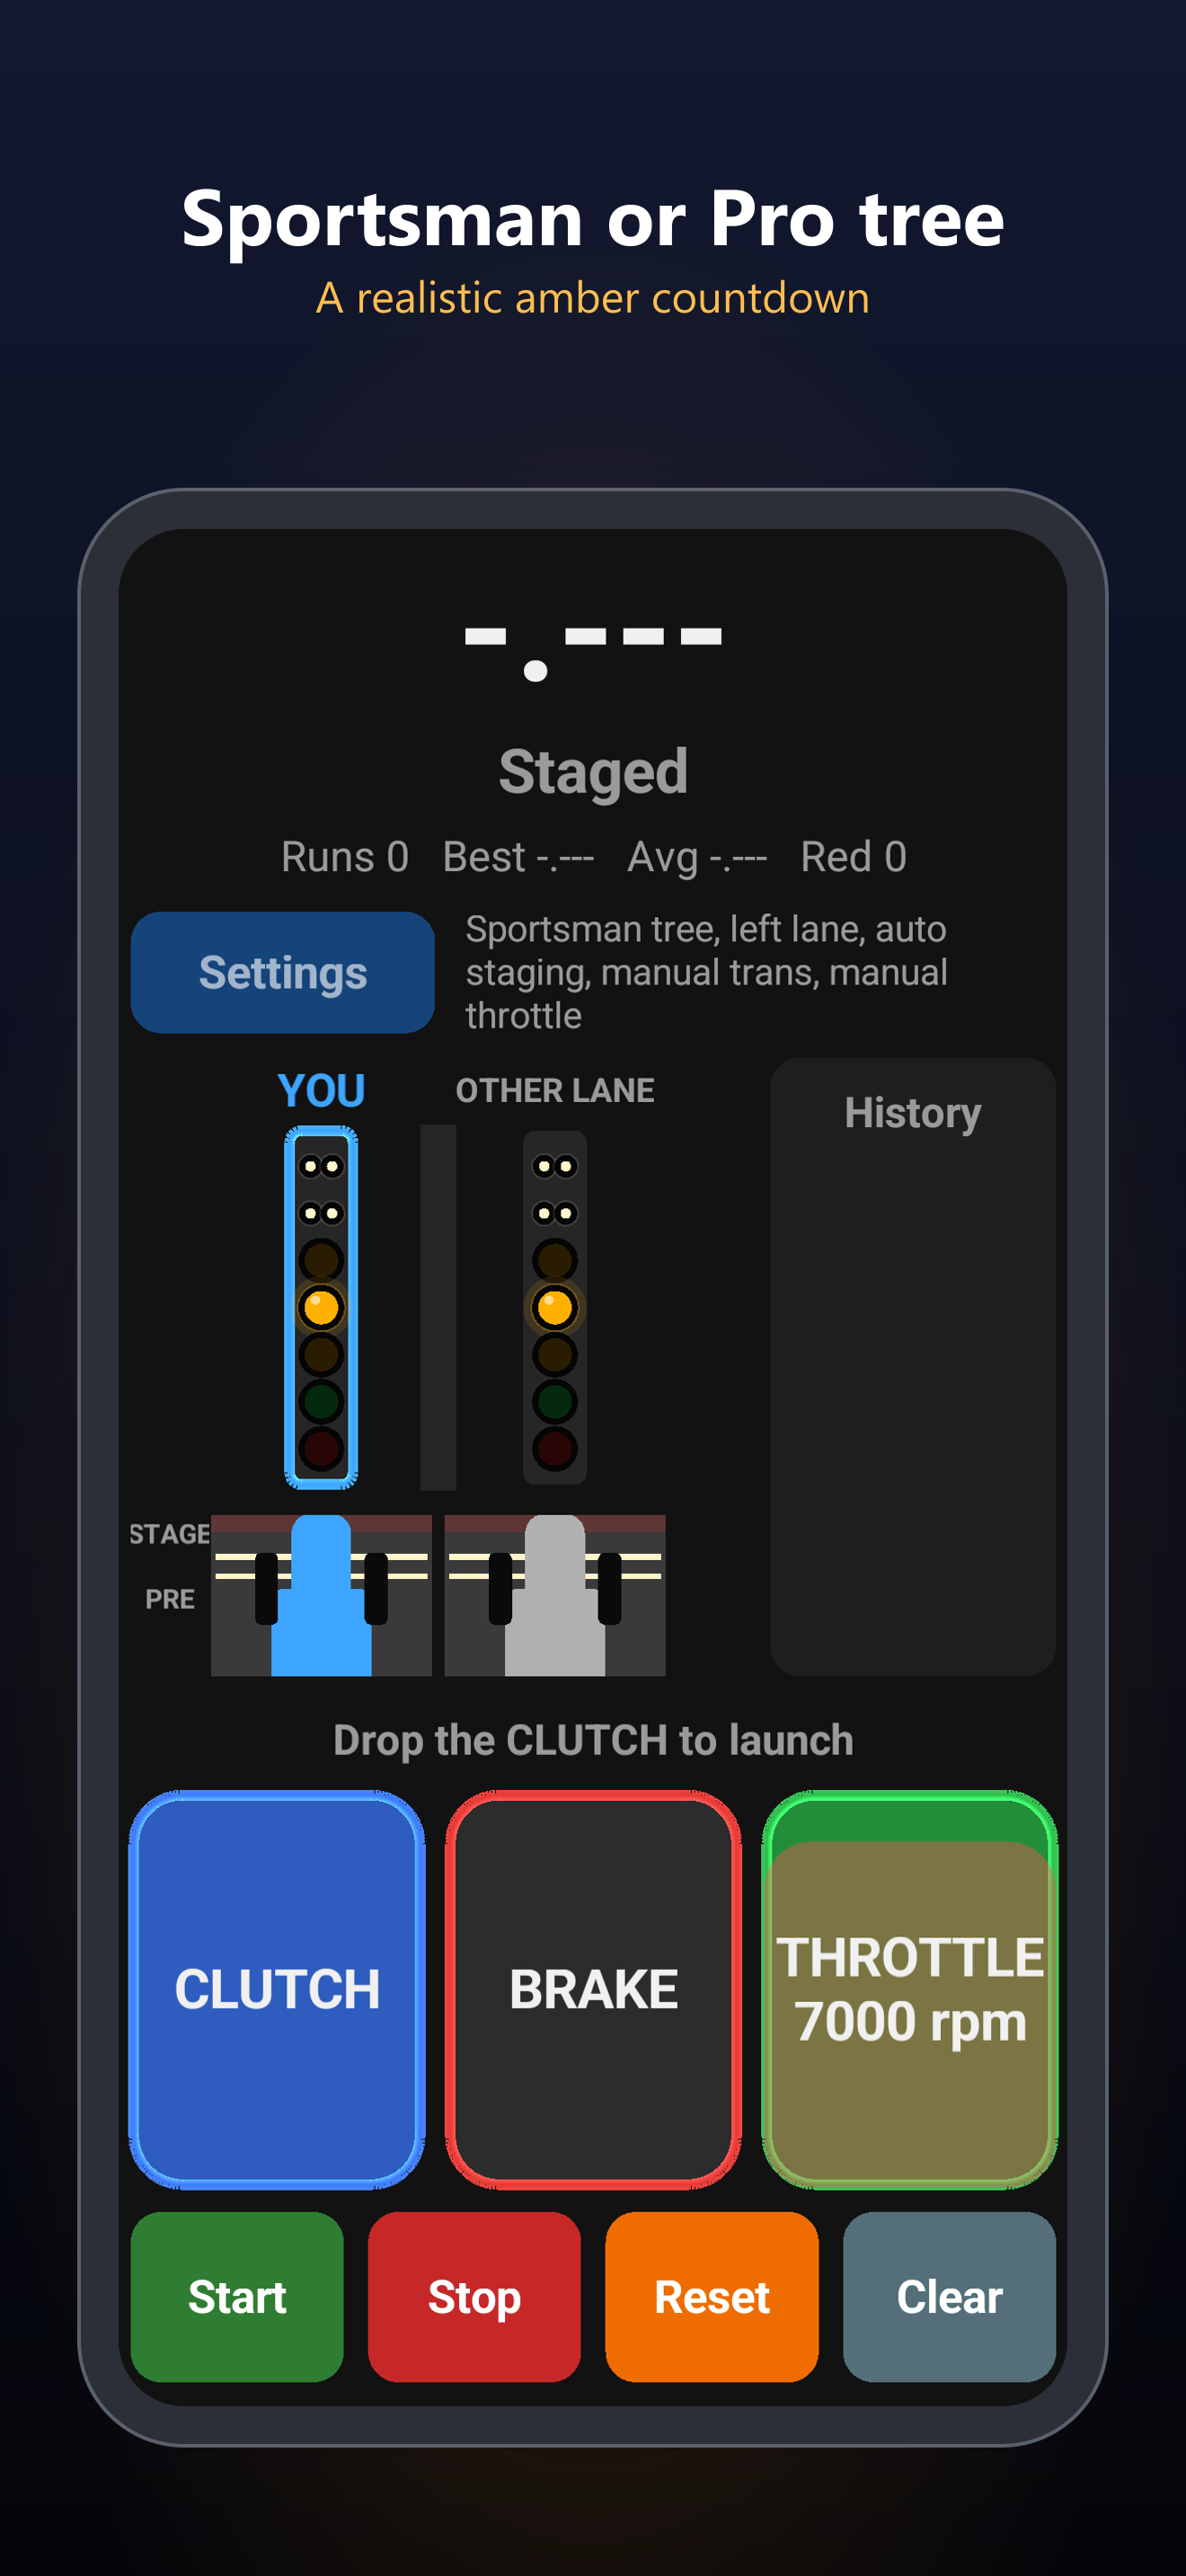 Sportsman or Pro tree
A realistic amber countdown
-.---
Staged
Runs 0 Best -.--- Avg -.--- Red 0
Settings
Sportsman tree, left lane, auto
staging, manual trans, manual
throttle
YOU
OTHER LANE
History
STAGE
PRE
Drop the CLUTCH to launch
CLUTCH
BRAKE
THROTTLE
7000 rpm
Start
Stop
Reset
Clear